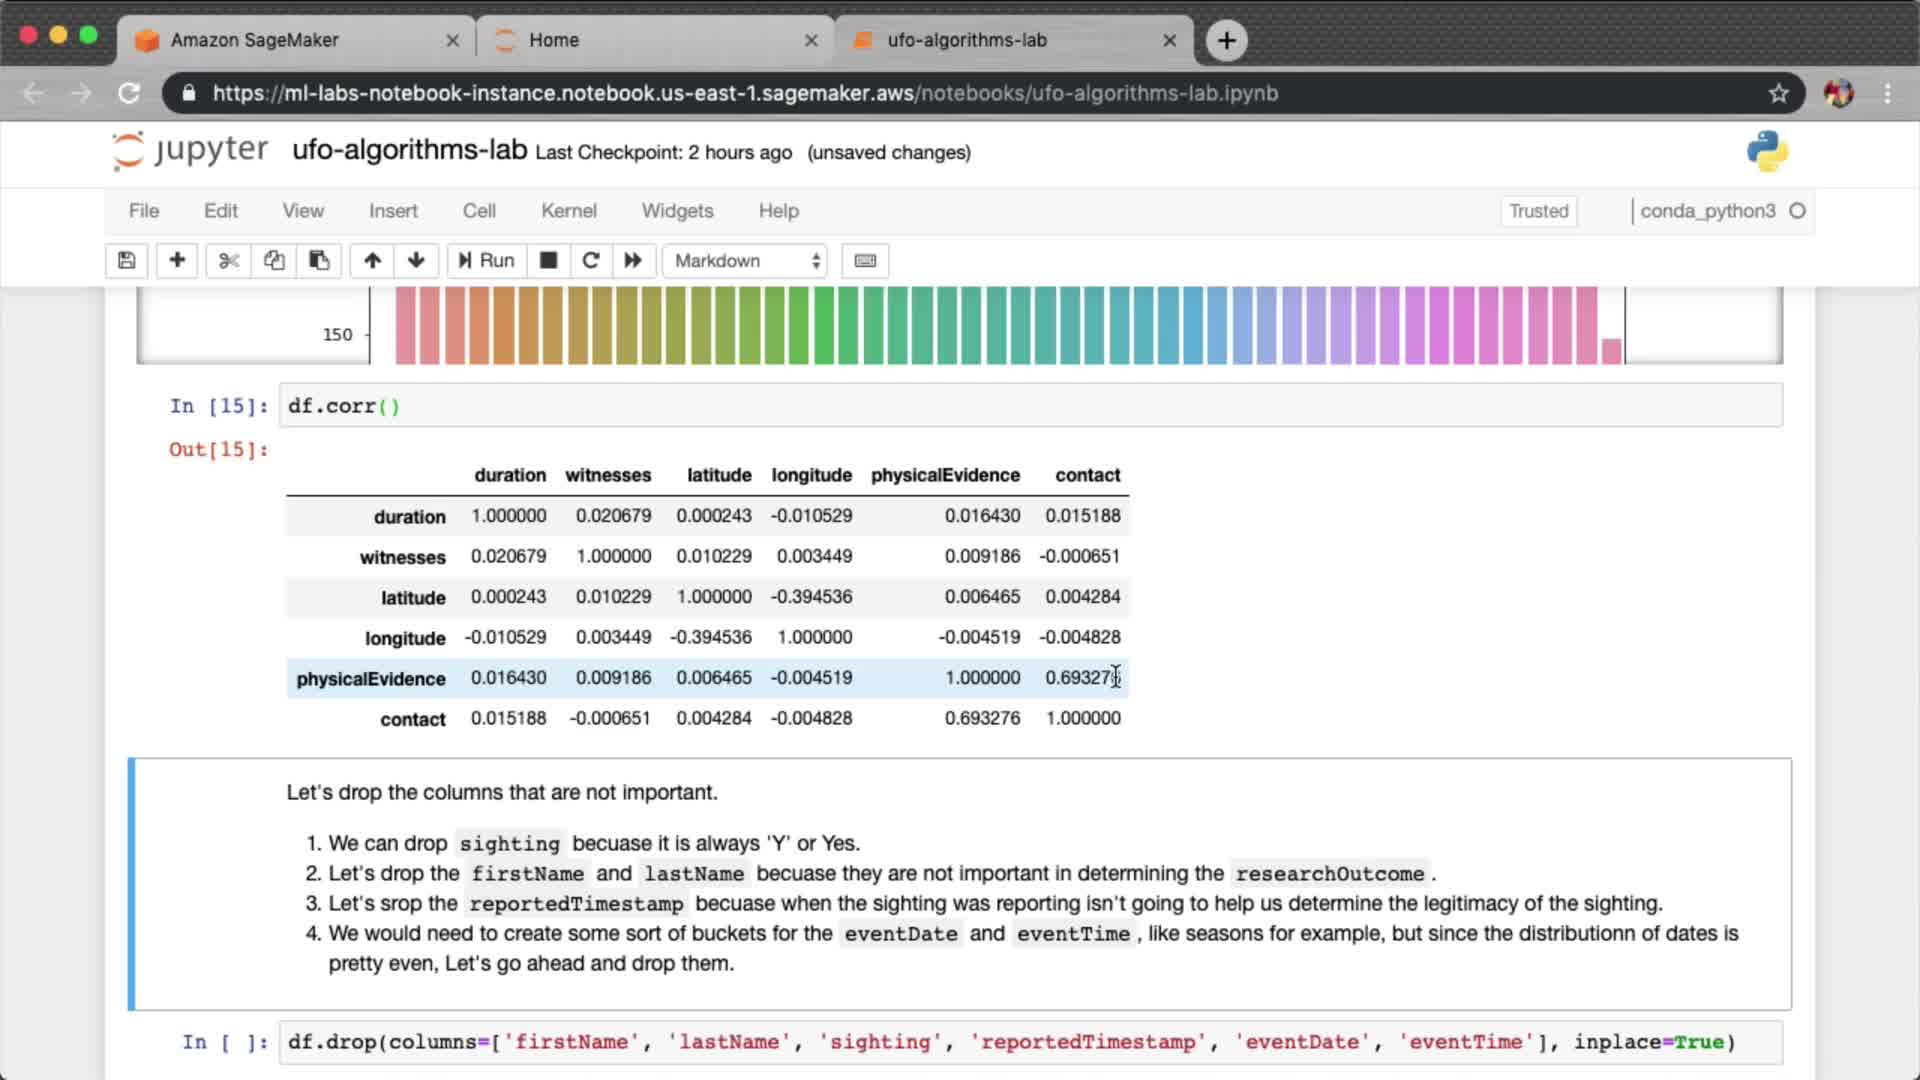 Amazon SageMaker
Home
ufo-algorithms-lab
https://ml-labs-notebook-instance.notebook.us-east-1.sagemaker.aws/notebooks/ufo-algorithms-lab.ipynb
jupyter ufo-algorithms-lab Last Checkpoint: 2 hours ago (unsaved changes)
File Edit View Insert Cell Kernel Widgets Help Trusted conda_python3
Run Markdown
150
In [15]: df.corr()
Out[15]:
duration witnesses latitude longitude physicalEvidence contact
duration 1.000000 0.020679 0.000243 -0.010529 0.016430 0.015188
witnesses 0.020679 1.000000 0.010229 0.003449 0.009186 -0.000651
latitude 0.000243 0.010229 1.000000 -0.394536 0.006465 0.004284
longitude -0.010529 0.003449 -0.394536 1.000000 -0.004519 -0.004828
physicalEvidence 0.016430 0.009186 0.006465 -0.004519 1.000000 0.693276
contact 0.015188 -0.000651 0.004284 -0.004828 0.693276 1.000000
Let's drop the columns that are not important.
1. We can drop sighting becuase it is always 'Y' or Yes.
2. Let's drop the firstName and lastName becuase they are not important in determining the researchOutcome.
3. Let's srop the reportedTimestamp becuase when the sighting was reporting isn't going to help us determine the legitimacy of the sighting.
4. We would need to create some sort of buckets for the eventDate and eventTime, like seasons for example, but since the distributionn of dates is
pretty even, Let's go ahead and drop them.
In [ ]: df.drop(columns=['firstName', 'lastName', 'sighting', 'reportedTimestamp', 'eventDate', 'eventTime'], inplace=True)